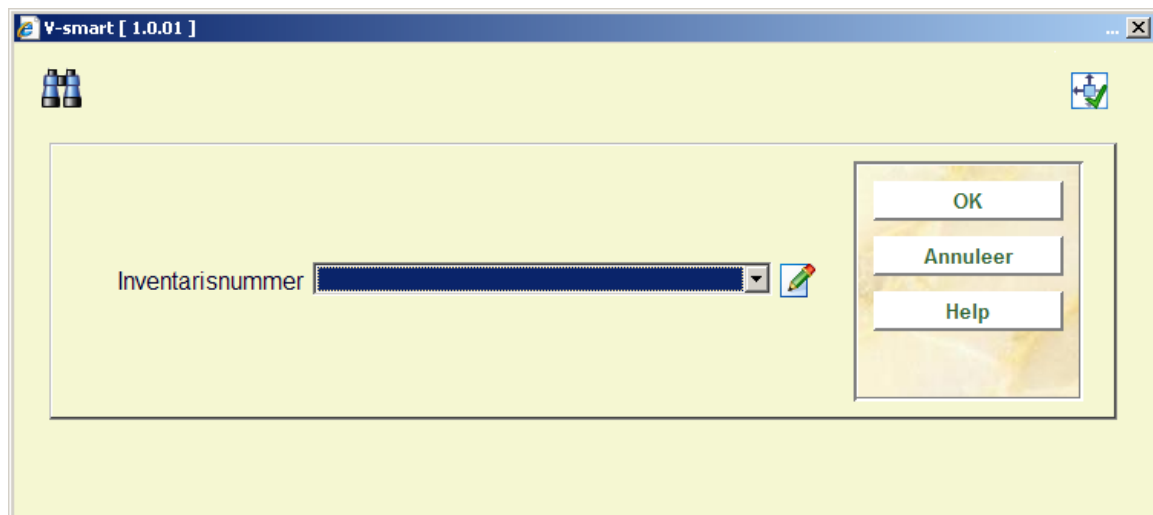 V-smart [ 1.0.01 ]
...
OK
Annuleer
Inventarisnummer
Help